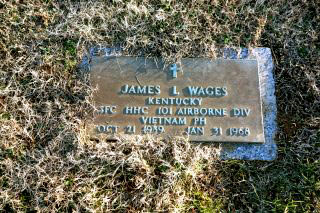 JAMES L WAGES
KENTUCKY
SFC HHC 101 AIRBORNE DIV
VIETNAM PH
OCT 21 1939 JAN 31 1968